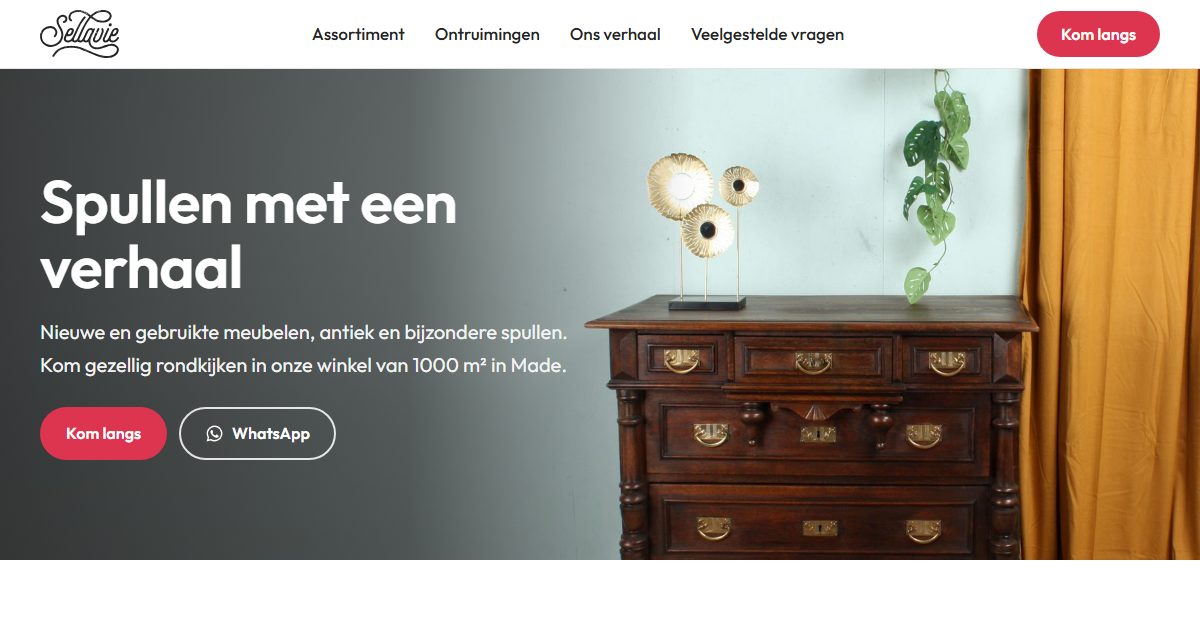 Sellavie
Assortiment
Ontruimingen
Ons verhaal
Veelgestelde vragen
Kom langs
Spullen met een
verhaal
Nieuwe en gebruikte meubelen, antiek en bijzondere spullen.
Kom gezellig rondkijken in onze winkel van 1000 m² in Made.
Kom langs
WhatsApp